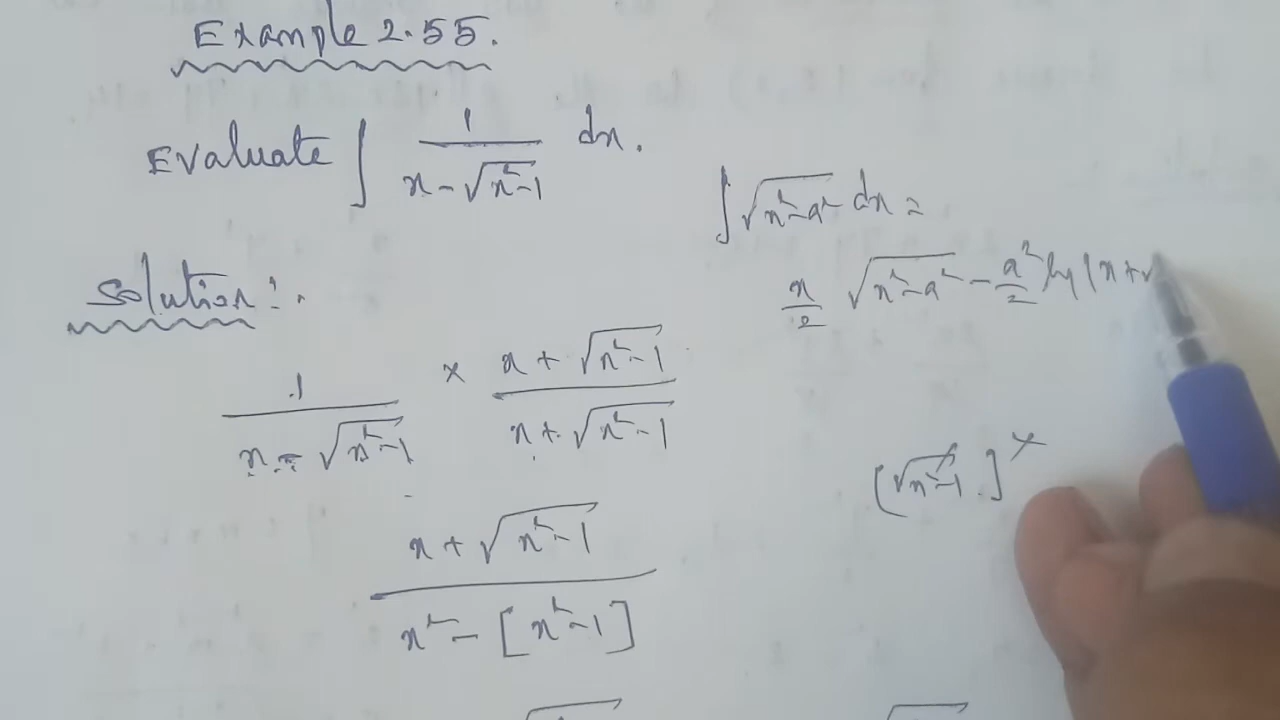 Example 2.55.
Evaluate ∫ 1/(x - √(x²-1)) dx.
∫√(x²-a²) dx =
x/2 √(x²-a²) - a²/2 log(x+√
Solution:
1/(x - √(x²-1)) × (x + √(x²-1))/(x + √(x²-1))
[√(x²-1)]²
(x + √(x²-1))/(x² - [x²-1])